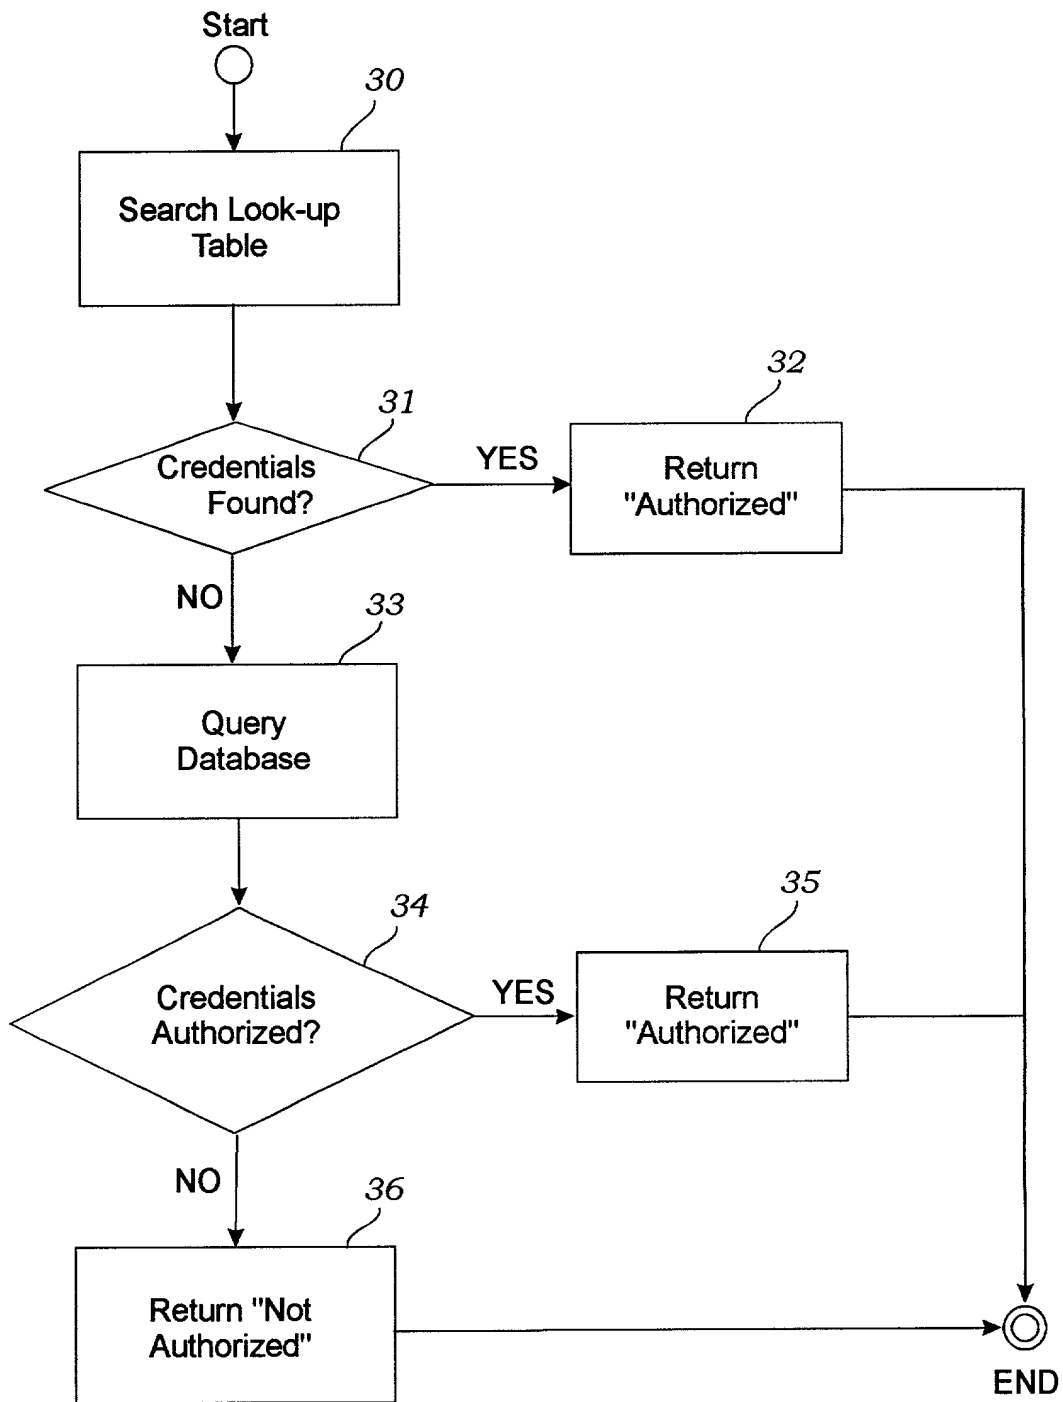 Start
30
Search Look-up
Table
31
Credentials
Found?
YES
32
Return
"Authorized"
NO
33
Query
Database
34
Credentials
Authorized?
YES
35
Return
"Authorized"
NO
36
Return "Not
Authorized"
END